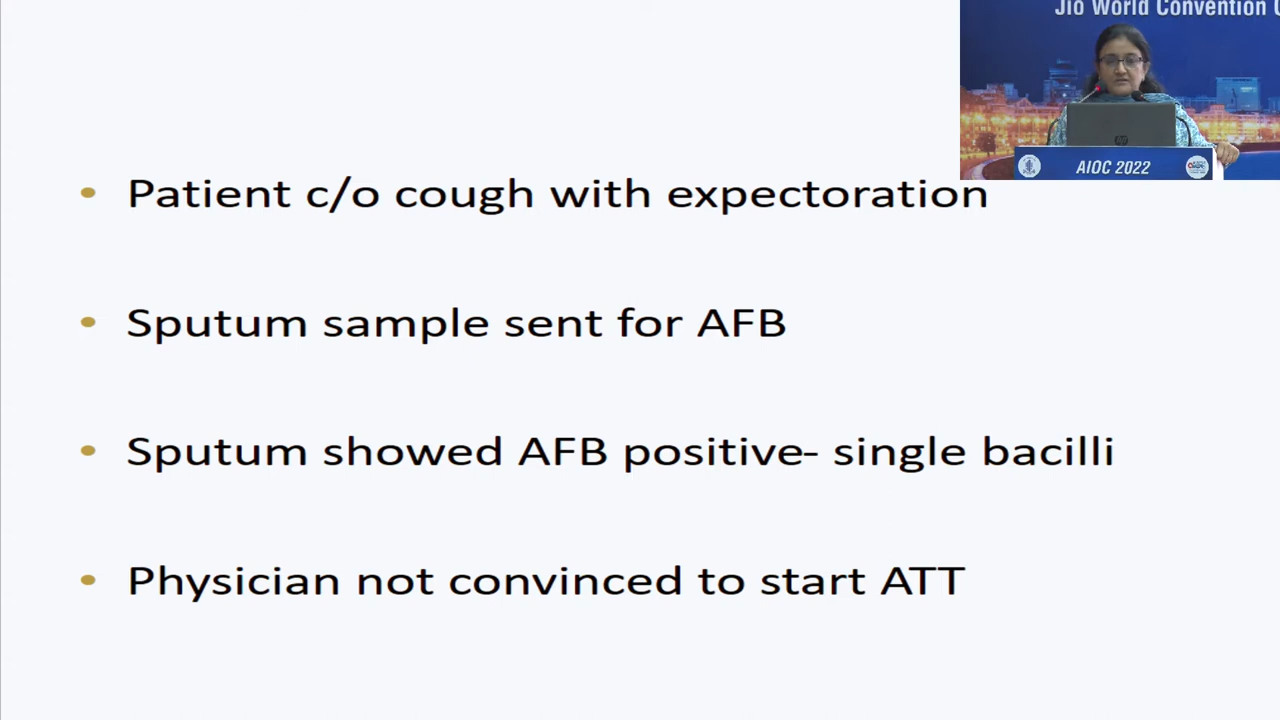 Jio World Convention
AIOC 2022
• Patient c/o cough with expectoration
• Sputum sample sent for AFB
• Sputum showed AFB positive- single bacilli
• Physician not convinced to start ATT